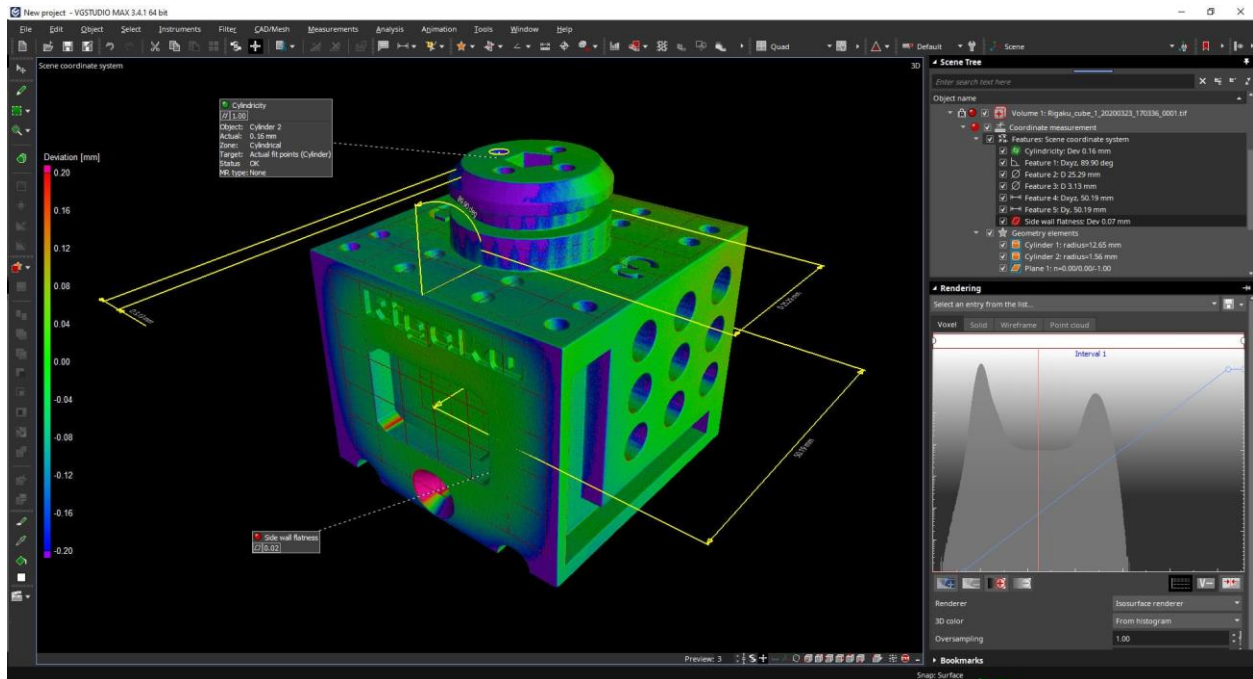 New project - VGSTUDIO MAX 3.4.1 64 bit
File Edit Object Select Instruments Filter CAD/Mesh Measurements Analysis Animation Tools Window Help
Quad
Default
Scene
Scene coordinate system
3D
Cylindricity
1.00
Object: Cylinder 2
Actual: 0.16 mm
Zone: Cylindrical
Target: Actual fit points (Cylinder)
Status OK
MR type: None
Deviation [mm]
0.20
0.16
0.12
0.08
0.04
0.00
-0.04
-0.08
-0.12
-0.16
-0.20
89.90 deg
Rigaku
50.19 mm
Side wall flatness
0.02
Preview: 3
Scene Tree
Enter search text here
Object name
Volume 1: Rigaku_cube_1_20200323_170336_0001.tif
Coordinate measurement
Features: Scene coordinate system
Cylindricity: Dev 0.16 mm
Feature 1: Dxyz, 89.90 deg
Feature 2: D 25.29 mm
Feature 3: D 3.13 mm
Feature 4: Dxyz, 50.19 mm
Feature 5: Dy, 50.19 mm
Side wall flatness: Dev 0.07 mm
Geometry elements
Cylinder 1: radius=12.65 mm
Cylinder 2: radius=1.56 mm
Plane 1: n=0.00/0.00/-1.00
Rendering
Select an entry from the list...
Voxel Solid Wireframe Point cloud
Interval 1
Renderer
Isosurface renderer
3D color
From histogram
Oversampling
1.00
Bookmarks
Snap: Surface